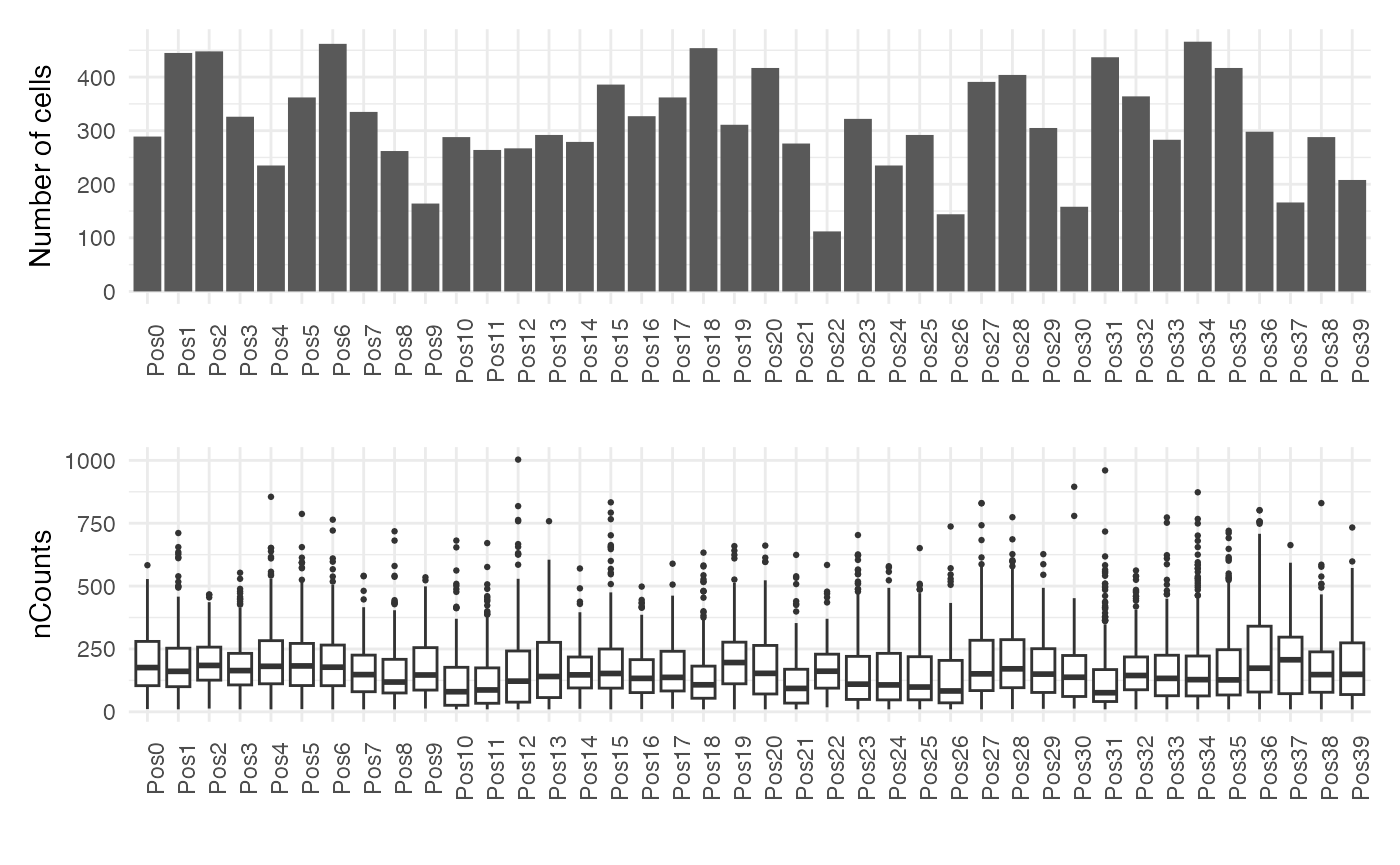 Number of cells
400
300
200
100
0
Pos0 Pos1 Pos2 Pos3 Pos4 Pos5 Pos6 Pos7 Pos8 Pos9 Pos10 Pos11 Pos12 Pos13 Pos14 Pos15 Pos16 Pos17 Pos18 Pos19 Pos20 Pos21 Pos22 Pos23 Pos24 Pos25 Pos26 Pos27 Pos28 Pos29 Pos30 Pos31 Pos32 Pos33 Pos34 Pos35 Pos36 Pos37 Pos38 Pos39
nCounts
1000
750
500
250
0
Pos0 Pos1 Pos2 Pos3 Pos4 Pos5 Pos6 Pos7 Pos8 Pos9 Pos10 Pos11 Pos12 Pos13 Pos14 Pos15 Pos16 Pos17 Pos18 Pos19 Pos20 Pos21 Pos22 Pos23 Pos24 Pos25 Pos26 Pos27 Pos28 Pos29 Pos30 Pos31 Pos32 Pos33 Pos34 Pos35 Pos36 Pos37 Pos38 Pos39